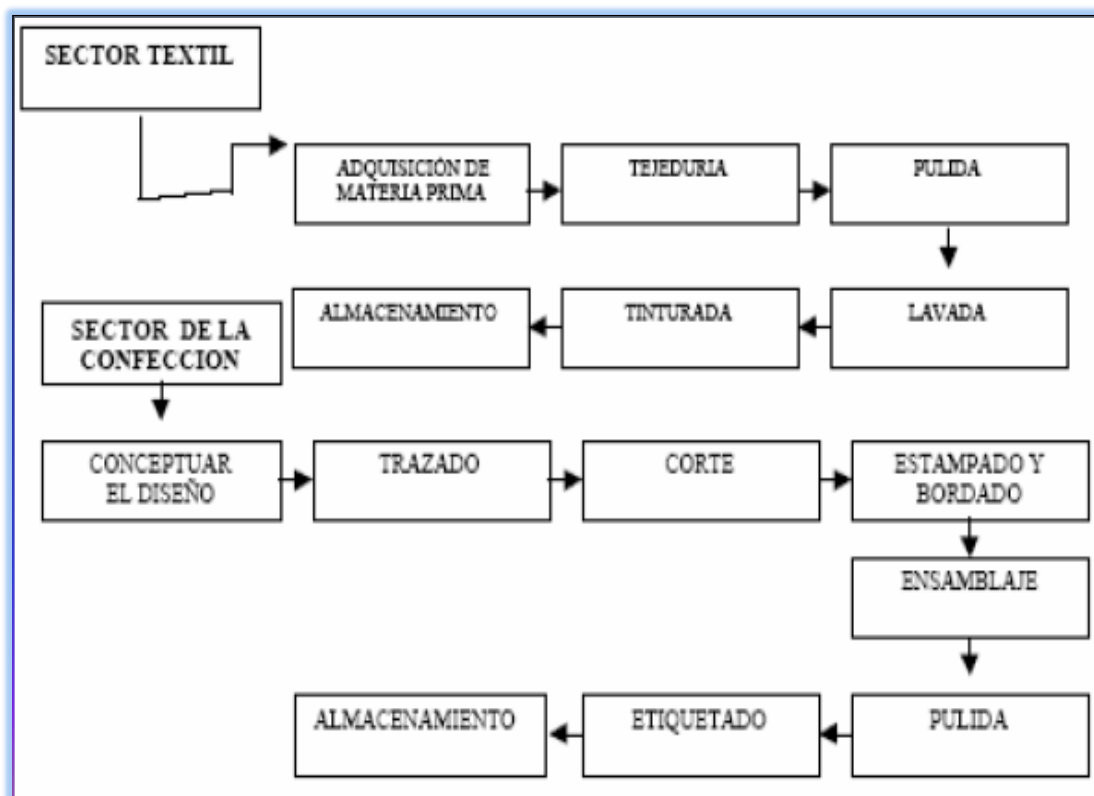 SECTOR TEXTIL
ADQUISICIÓN DE
MATERIA PRIMA
TEJEDURIA
PULIDA
LAVADA
TINTURADA
ALMACENAMIENTO
SECTOR DE LA
CONFECCION
CONCEPTUAR
EL DISEÑO
TRAZADO
CORTE
ESTAMPADO Y
BORDADO
ENSAMBLAJE
PULIDA
ETIQUETADO
ALMACENAMIENTO